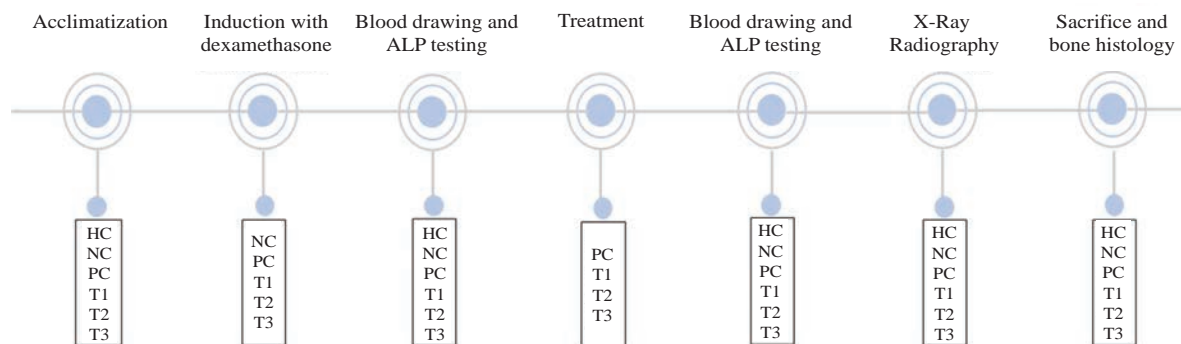 Acclimatization
Induction with
dexamethasone
Blood drawing and
ALP testing
Treatment
Blood drawing and
ALP testing
X-Ray
Radiography
Sacrifice and
bone histology
HC
NC
PC
T1
T2
T3
NC
PC
T1
T2
T3
HC
NC
PC
T1
T2
T3
PC
T1
T2
T3
HC
NC
PC
T1
T2
T3
HC
NC
PC
T1
T2
T3
HC
NC
PC
T1
T2
T3